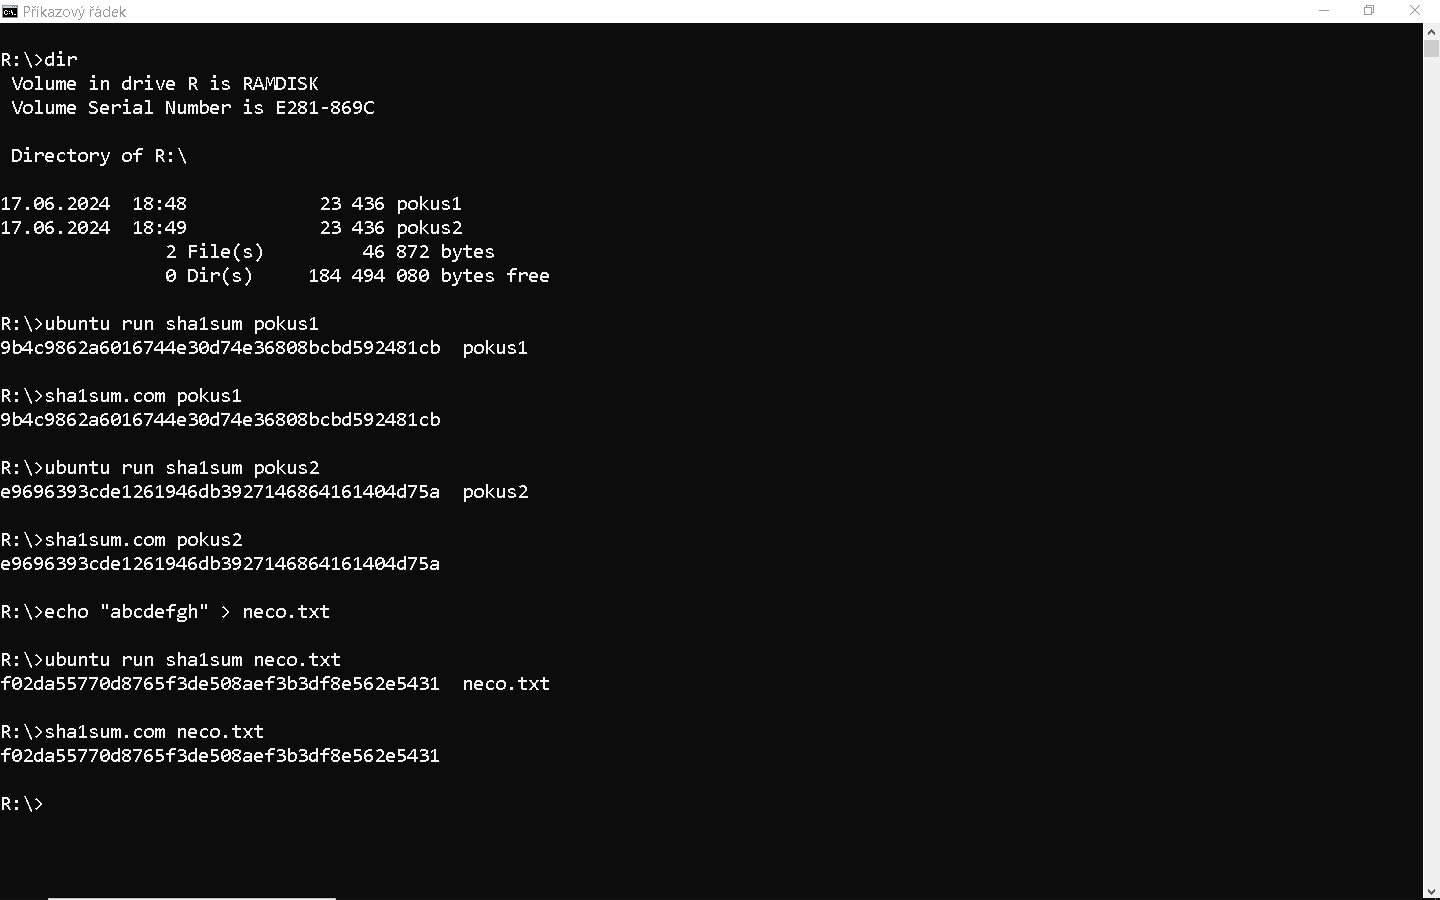 Příkazový řádek
R:\>dir
 Volume in drive R is RAMDISK
 Volume Serial Number is E281-869C
 Directory of R:\
17.06.2024  18:48            23 436 pokus1
17.06.2024  18:49            23 436 pokus2
               2 File(s)         46 872 bytes
               0 Dir(s)     184 494 080 bytes free
R:\>ubuntu run sha1sum pokus1
9b4c9862a6016744e30d74e36808bcbd592481cb  pokus1
R:\>sha1sum.com pokus1
9b4c9862a6016744e30d74e36808bcbd592481cb
R:\>ubuntu run sha1sum pokus2
e9696393cde1261946db3927146864161404d75a  pokus2
R:\>sha1sum.com pokus2
e9696393cde1261946db3927146864161404d75a
R:\>echo "abcdefgh" > neco.txt
R:\>ubuntu run sha1sum neco.txt
f02da55770d8765f3de508aef3b3df8e562e5431  neco.txt
R:\>sha1sum.com neco.txt
f02da55770d8765f3de508aef3b3df8e562e5431
R:\>